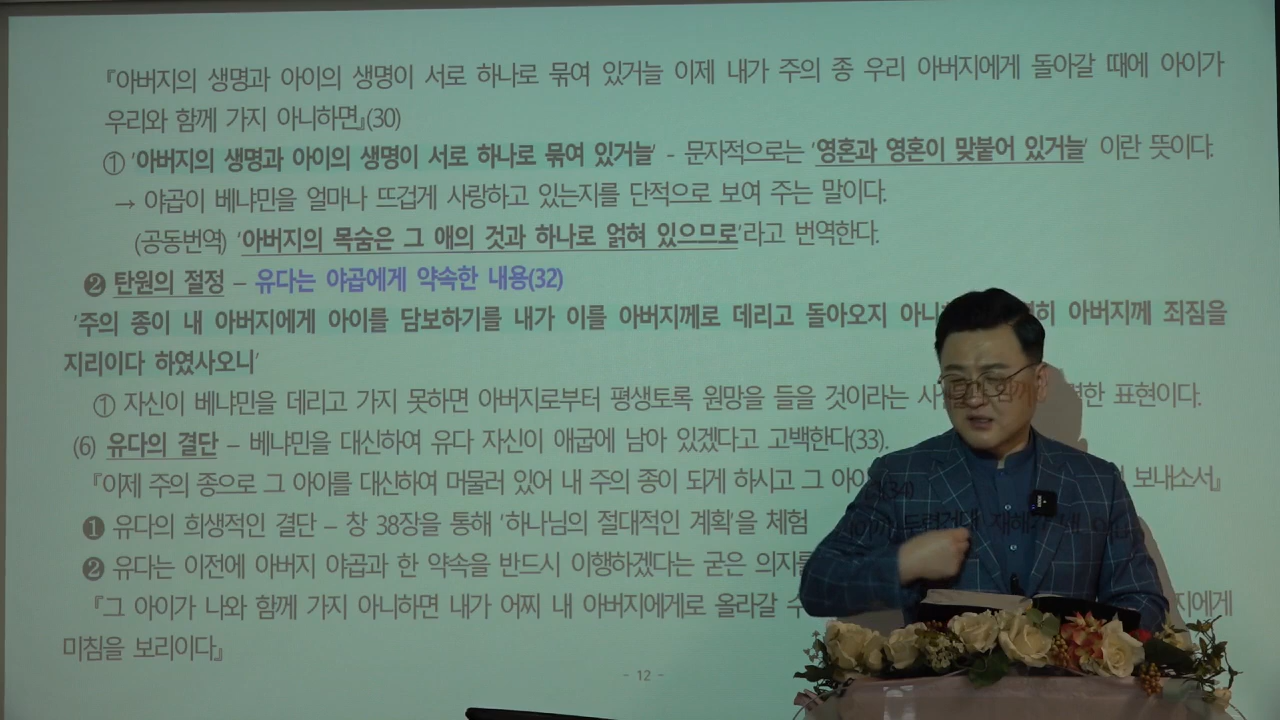 『아버지의 생명과 아이의 생명이 서로 하나로 묶여 있거늘 이제 내가 주의 종 우리 아버지에게 돌아갈 때에 아이가
우리와 함께 가지 아니하면』(30)
① '아버지의 생명과 아이의 생명이 서로 하나로 묶여 있거늘' - 문자적으로는 '영혼과 영혼이 맞붙어 있거늘' 이란 뜻이다.
→ 야곱이 베냐민을 얼마나 뜨겁게 사랑하고 있는지를 단적으로 보여 주는 말이다.
(공동번역) '아버지의 목숨은 그 애의 것과 하나로 얽혀 있으므로'라고 번역한다.
❷ 탄원의 절정 – 유다는 야곱에게 약속한 내용(32)
'주의 종이 내 아버지에게 아이를 담보하기를 내가 이를 아버지께로 데리고 돌아오지 아니 아버지께 죄짐을
지리이다 하였사오니'
① 자신이 베냐민을 데리고 가지 못하면 아버지로부터 평생토록 원망을 들을 것이라는 표현이다.
(6) 유다의 결단 – 베냐민을 대신하여 유다 자신이 애굽에 남아 있겠다고 고백한다(33).
『이제 주의 종으로 그 아이를 대신하여 머물러 있어 내 주의 종이 되게 하시고 그 보내소서』
❶ 유다의 희생적인 결단 – 창 38장을 통해 '하나님의 절대적인 계획'을 체험
❷ 유다는 이전에 아버지 야곱과 한 약속을 반드시 이행하겠다는 굳은 (34)
『그 아이가 나와 함께 가지 아니하면 내가 어찌 내 아버지에게로 올라갈
미침을 보리이다』
- 12 -